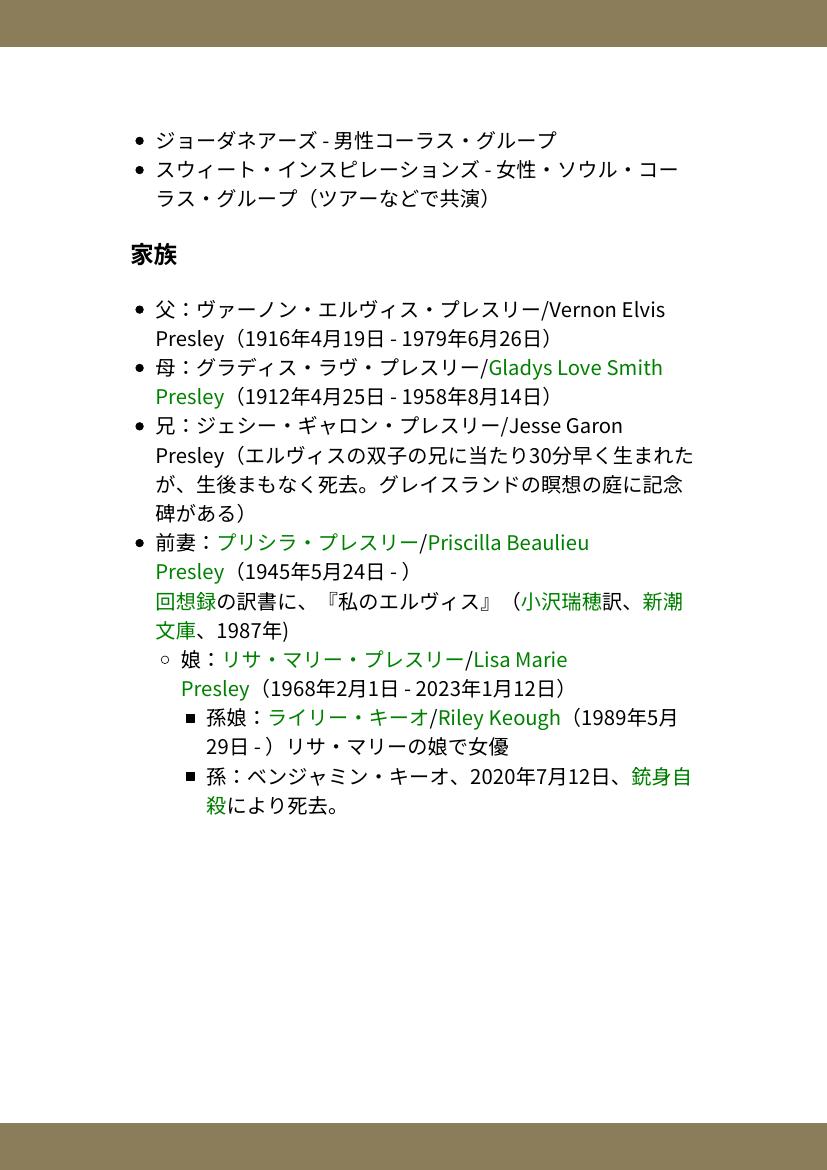 ジョーダネアーズ - 男性コーラス・グループ
スウィート・インスピレーションズ - 女性・ソウル・コー
ラス・グループ（ツアーなどで共演）
家族
父：ヴァーノン・エルヴィス・プレスリー/Vernon Elvis
Presley（1916年4月19日 - 1979年6月26日）
母：グラディス・ラヴ・プレスリー/Gladys Love Smith
Presley（1912年4月25日 - 1958年8月14日）
兄：ジェシー・ギャロン・プレスリー/Jesse Garon
Presley（エルヴィスの双子の兄に当たり30分早く生まれた
が、生後まもなく死去。グレイスランドの瞑想の庭に記念
碑がある）
前妻：プリシラ・プレスリー/Priscilla Beaulieu
Presley（1945年5月24日 - ）
回想録の訳書に、『私のエルヴィス』（小沢瑞穂訳、新潮
文庫、1987年)
娘：リサ・マリー・プレスリー/Lisa Marie
Presley（1968年2月1日 - 2023年1月12日）
孫娘：ライリー・キーオ/Riley Keough（1989年5月
29日 - ）リサ・マリーの娘で女優
孫：ベンジャミン・キーオ、2020年7月12日、銃身自
殺により死去。